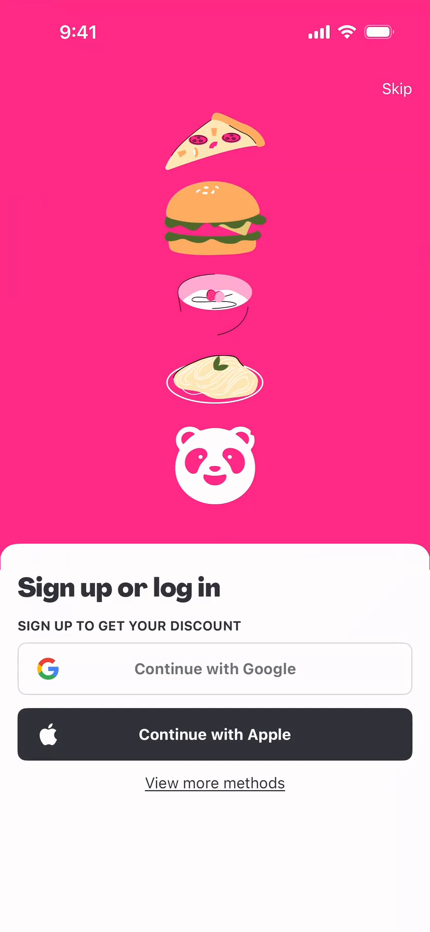 9:41
Skip
Sign up or log in
SIGN UP TO GET YOUR DISCOUNT
Continue with Google
Continue with Apple
View more methods